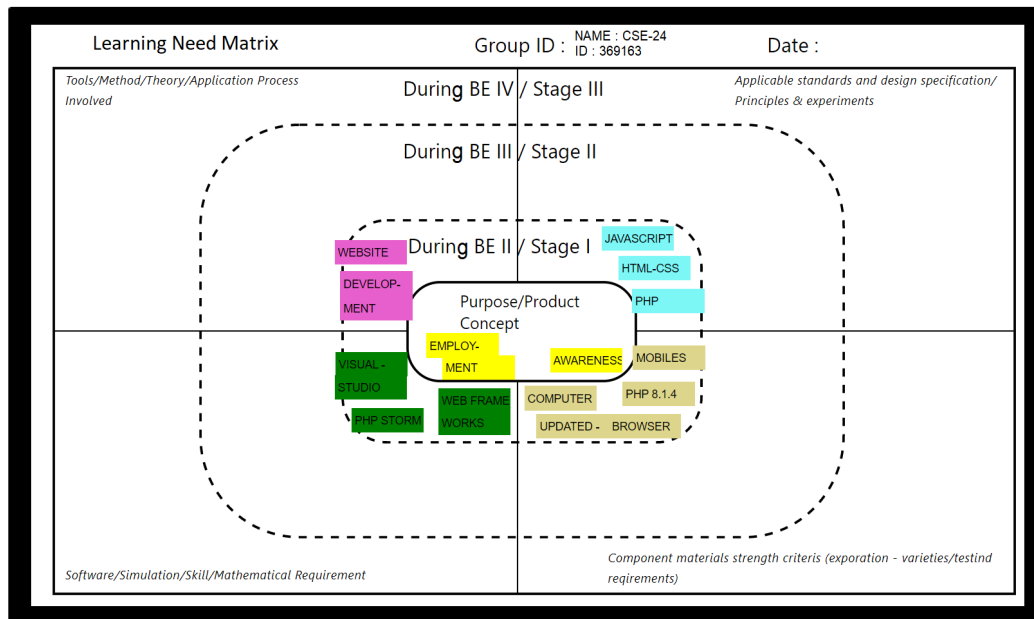 Learning Need Matrix
Group ID :
NAME : CSE-24
ID : 369163
Date :
Tools/Method/Theory/Application Process
Involved
During BE IV / Stage III
Applicable standards and design specification/
Principles & experiments
During BE III / Stage II
During BE II / Stage I
WEBSITE
DEVELOP-
MENT
JAVASCRIPT
HTML-CSS
PHP
Purpose/Product
Concept
EMPLOY-
MENT
AWARENESS
VISUAL -
STUDIO
PHP STORM
WEB FRAME
WORKS
MOBILES
COMPUTER
PHP 8.1.4
UPDATED - BROWSER
Software/Simulation/Skill/Mathematical Requirement
Component materials strength criteris (exporation - varieties/testind
reqirements)